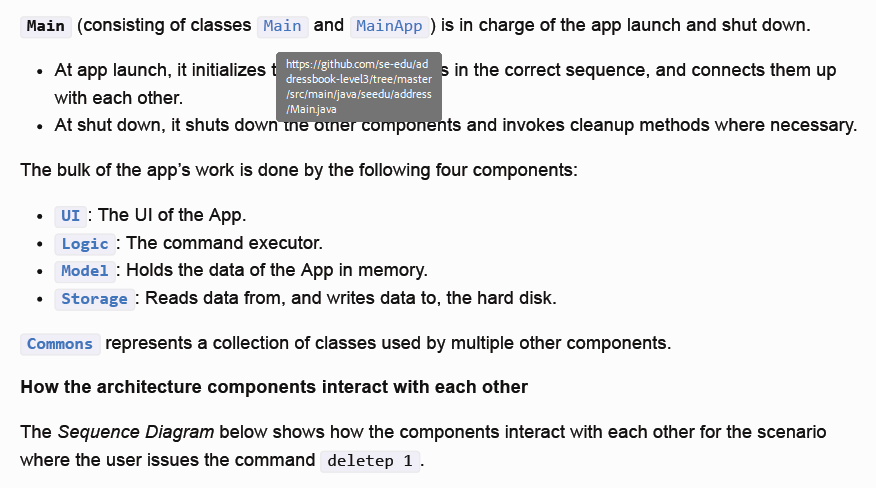 Main (consisting of classes Main and MainApp) is in charge of the app launch and shut down.
• At app launch, it initializes s in the correct sequence, and connects them up
https://github.com/se-edu/ad
dressbook-level3/tree/master
/src/main/java/seedu/address
/Main.java
with each other.
• At shut down, it shuts down the other components and invokes cleanup methods where necessary.
The bulk of the app's work is done by the following four components:
• UI: The UI of the App.
• Logic: The command executor.
• Model: Holds the data of the App in memory.
• Storage: Reads data from, and writes data to, the hard disk.
Commons represents a collection of classes used by multiple other components.
How the architecture components interact with each other
The Sequence Diagram below shows how the components interact with each other for the scenario
where the user issues the command deletep 1.